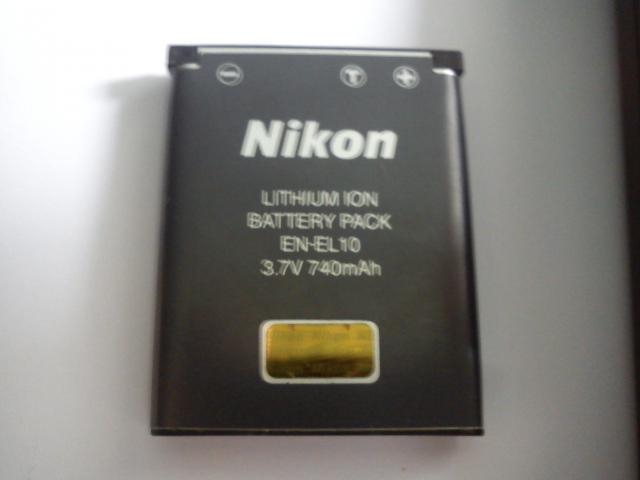 - T +
Nikon
LITHIUM ION
BATTERY PACK
EN-EL10
3.7V 740mAh